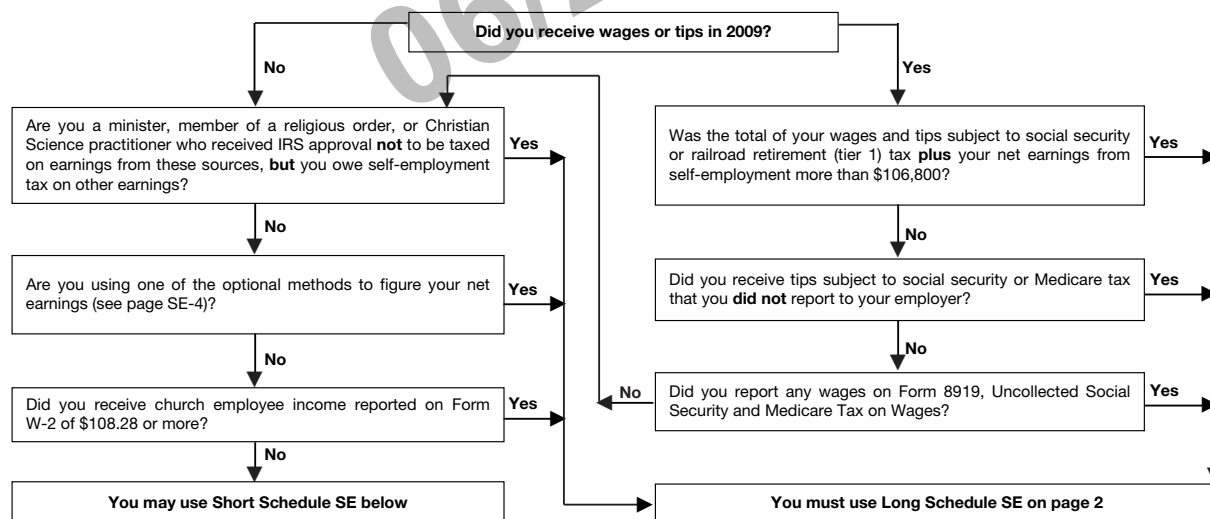 Did you receive wages or tips in 2009?
No
Yes
Are you a minister, member of a religious order, or Christian
Science practitioner who received IRS approval not to be taxed
on earnings from these sources, but you owe self-employment
tax on other earnings?
Yes
Was the total of your wages and tips subject to social security
or railroad retirement (tier 1) tax plus your net earnings from
self-employment more than $106,800?
Yes
No
No
Are you using one of the optional methods to figure your net
earnings (see page SE-4)?
Yes
Did you receive tips subject to social security or Medicare tax
that you did not report to your employer?
Yes
No
No
Did you receive church employee income reported on Form
W-2 of $108.28 or more?
Yes
No
Did you report any wages on Form 8919, Uncollected Social
Security and Medicare Tax on Wages?
Yes
No
You may use Short Schedule SE below
You must use Long Schedule SE on page 2